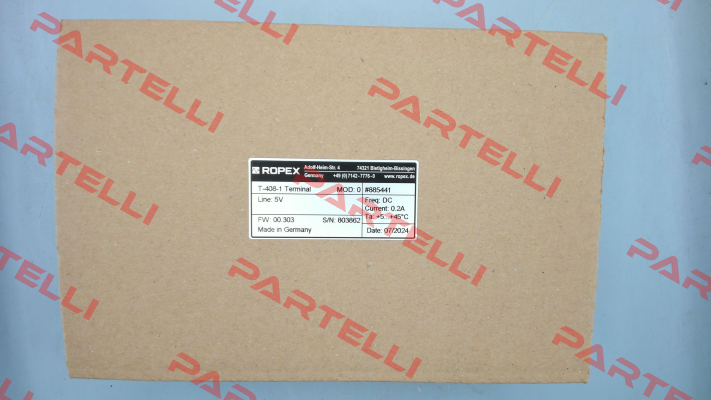 ROPEX
Adolf-Heim-Str. 4 74321 Bietigheim-Bissingen
Germany +49 (0) 7142-7776-0 www.ropex.de
T-408-1 Terminal MOD: 0 #885441
Line: 5V
Freq: DC
Current: 0.2A
Ta: +5...+45°C
FW: 00.303 S/N: 803862
Made in Germany
Date: 07/2024
PARTELLI
PARTELLI
PARTELLI
PARTELLI
PARTELLI
PARTELLI
PARTELLI
PARTELLI
PARTELLI